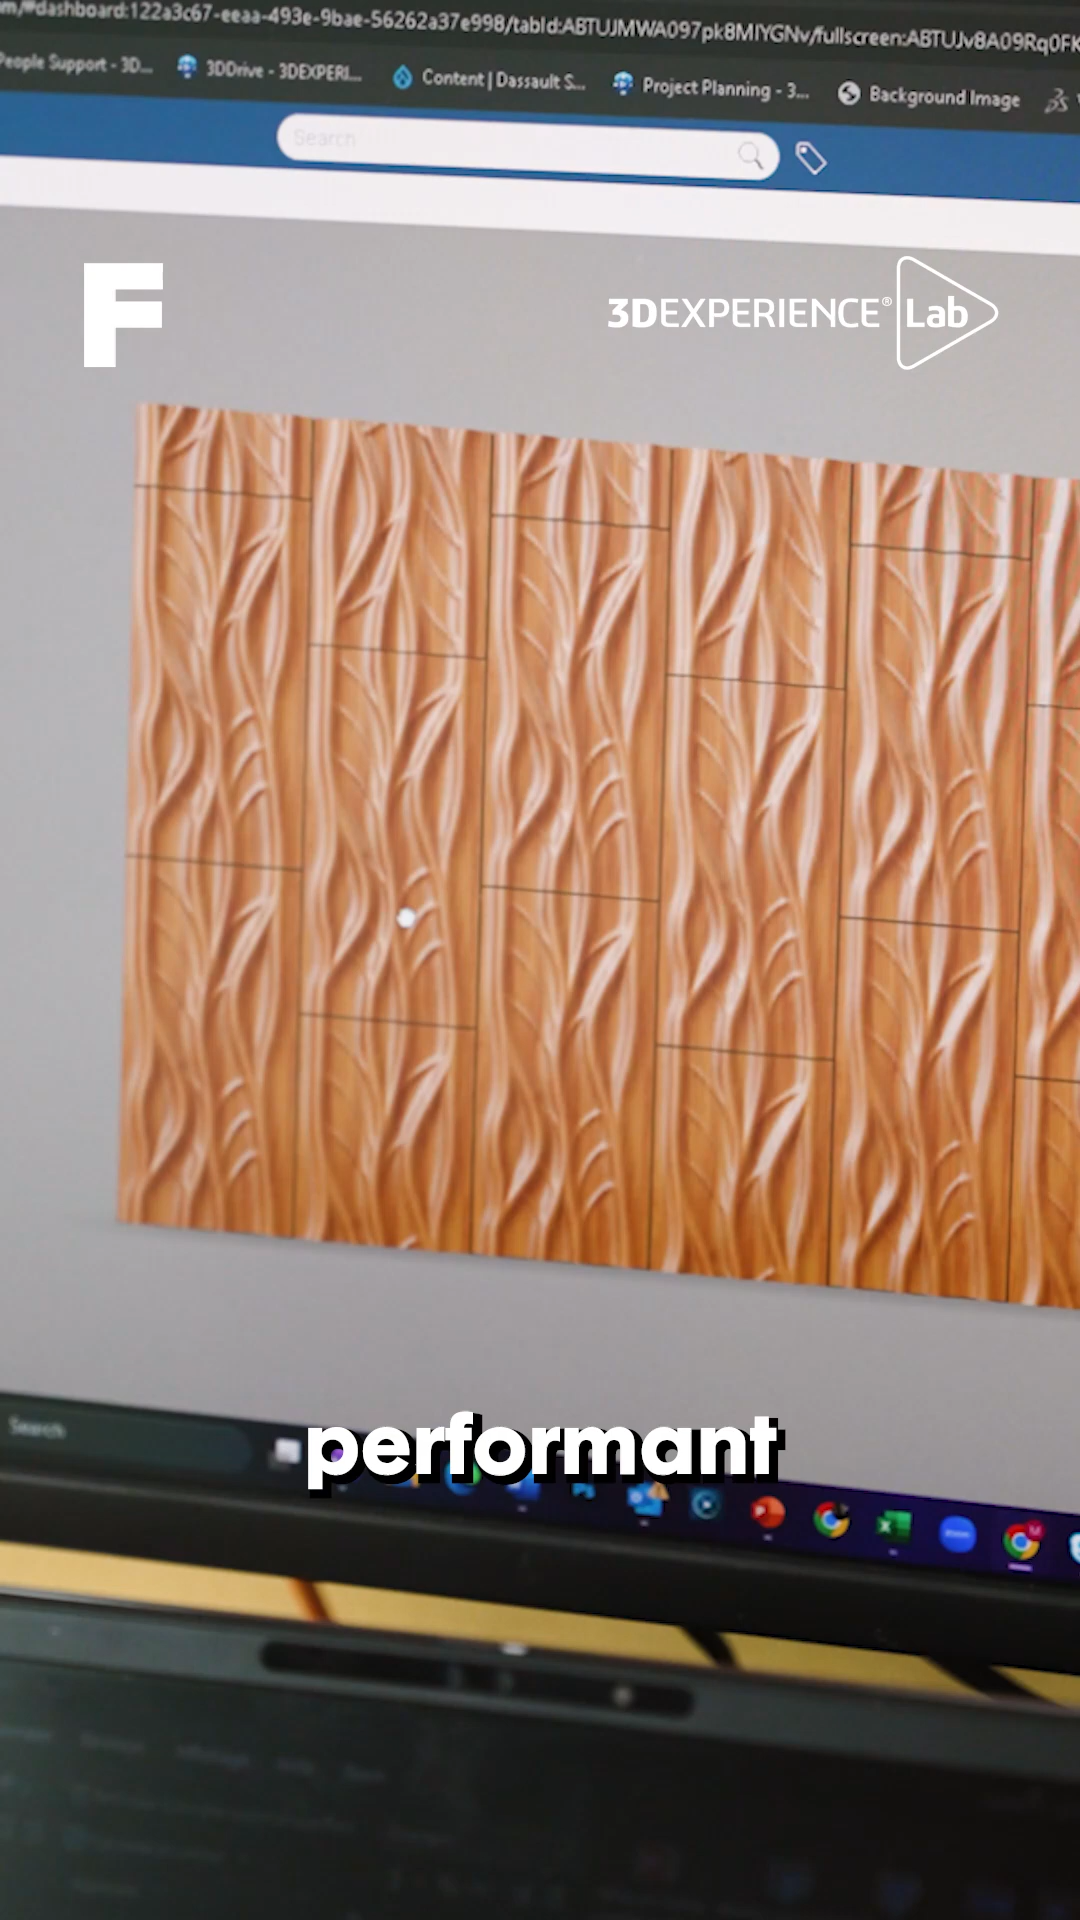 m/#dashboard:122a3c67-eeaa-493e-9bae-56262a37e998/tabId:ABTUJMWA097pk8MIYGNv/fullscreen:ABTUJv8A09Rq0FK
People Support - 3D...
3DDrive - 3DEXPERI...
Content | Dassault S...
Project Planning - 3...
Background Image
Search
F
3DEXPERIENCE® Lab
Search
performant
zoom